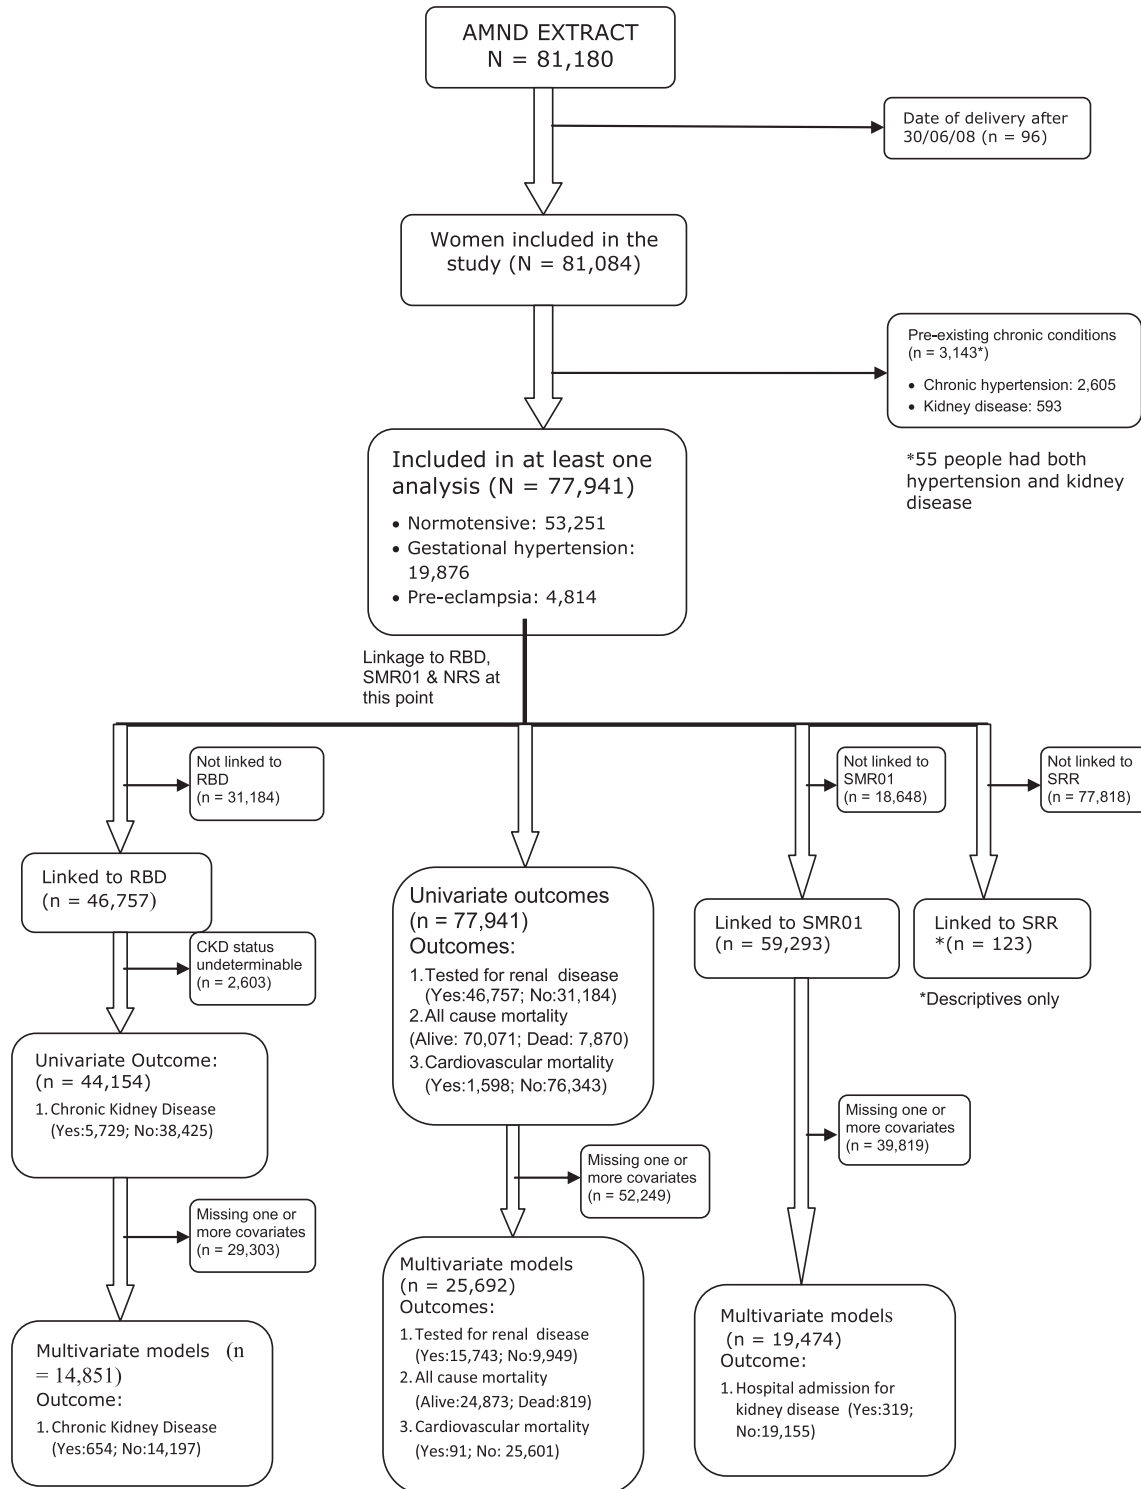 AMND EXTRACT
N = 81,180
Date of delivery after
30/06/08 (n = 96)
Women included in the
study (N = 81,084)
Pre-existing chronic conditions
(n = 3,143*)
• Chronic hypertension: 2,605
• Kidney disease: 593
*55 people had both
hypertension and kidney
disease
Included in at least one
analysis (N = 77,941)
• Normotensive: 53,251
• Gestational hypertension:
19,876
• Pre-eclampsia: 4,814
Linkage to RBD,
SMR01 & NRS at
this point
Not linked to
RBD
(n = 31,184)
Not linked to
SMR01
(n = 18,648)
Not linked to
SRR
(n = 77,818)
Linked to RBD
(n = 46,757)
CKD status
undeterminable
(n = 2,603)
Univariate Outcome:
(n = 44,154)
1. Chronic Kidney Disease
(Yes:5,729; No:38,425)
Missing one or
more covariates
(n = 29,303)
Multivariate models (n
= 14,851)
Outcome:
1. Chronic Kidney Disease
(Yes:654; No:14,197)
Univariate outcomes
(n = 77,941)
Outcomes:
1. Tested for renal disease
(Yes:46,757; No:31,184)
2. All cause mortality
(Alive: 70,071; Dead: 7,870)
3. Cardiovascular mortality
(Yes:1,598; No:76,343)
Missing one or
more covariates
(n = 52,249)
Multivariate models
(n = 25,692)
Outcomes:
1. Tested for renal disease
(Yes:15,743; No:9,949)
2. All cause mortality
(Alive:24,873; Dead:819)
3. Cardiovascular mortality
(Yes:91; No: 25,601)
Linked to SMR01
(n = 59,293)
Missing one or
more covariates
(n = 39,819)
Multivariate models
(n = 19,474)
Outcome:
1. Hospital admission for
kidney disease (Yes:319;
No:19,155)
Linked to SRR
*(n = 123)
*Descriptives only